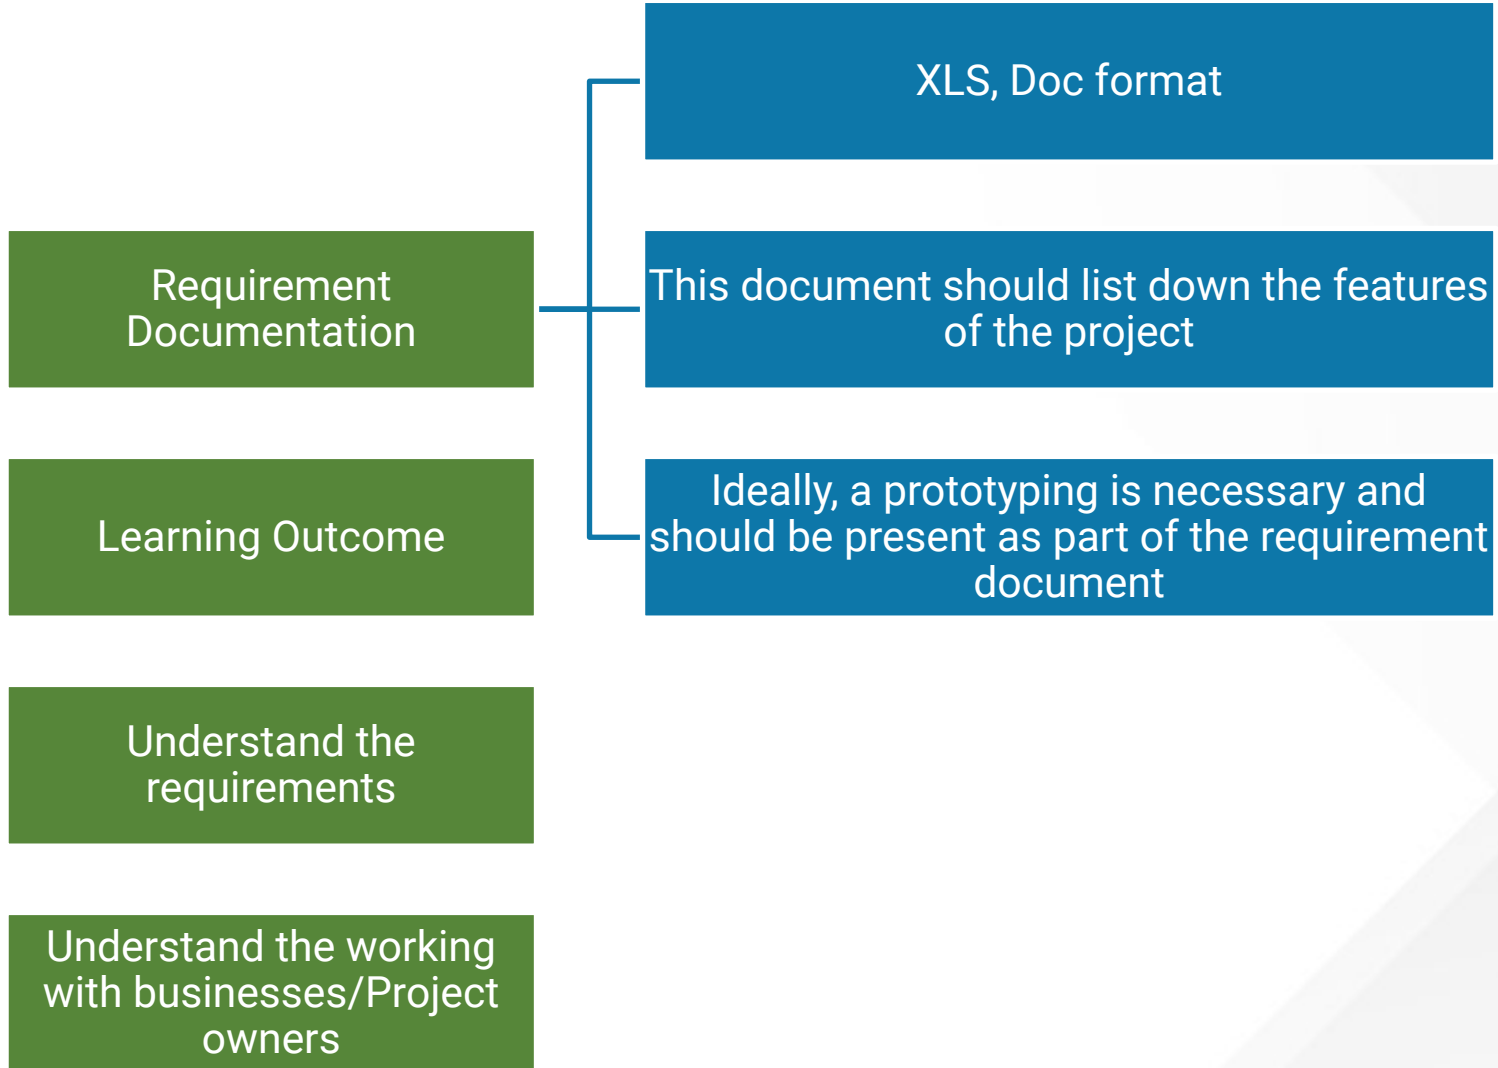 Requirement
Documentation
XLS, Doc format
This document should list down the features
of the project
Ideally, a prototyping is necessary and
should be present as part of the requirement
document
Learning Outcome
Understand the
requirements
Understand the working
with businesses/Project
owners